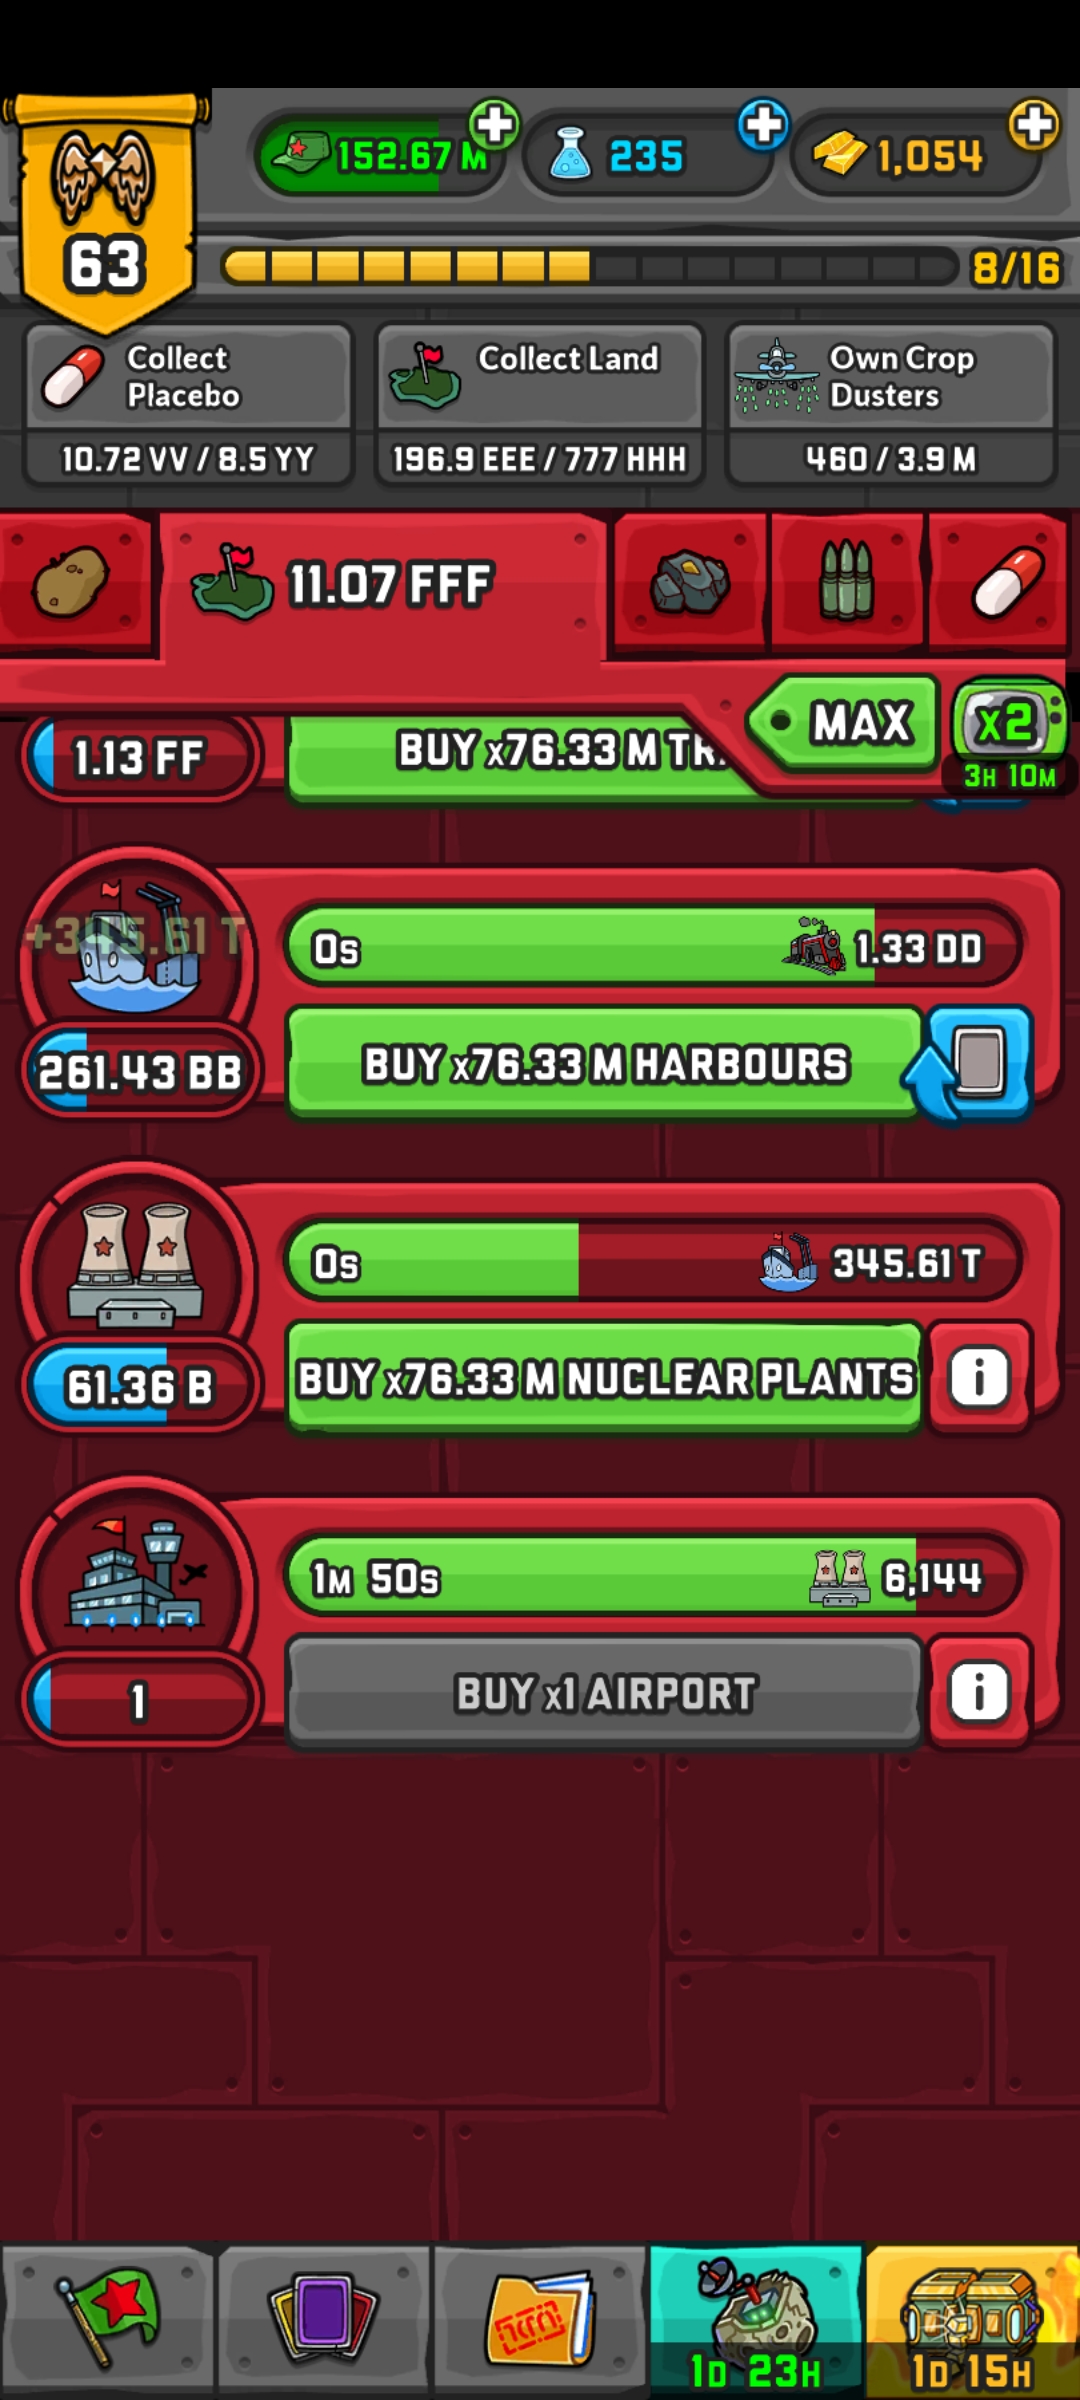 152.67 M
235
1,054
63
8/16
Collect
Placebo
10.72 VV / 8.5 YY
Collect Land
196.9 EEE / 777 HHH
Own Crop
Dusters
460 / 3.9 M
11.07 FFF
MAX
X2
3H 10M
1.13 FF
BUY x76.33 M
+345.61 T
0s
1.33 DD
261.43 BB
BUY x76.33 M HARBOURS
0s
345.61 T
61.36 B
BUY x76.33 M NUCLEAR PLANTS
i
1M 50s
6,144
1
BUY x1 AIRPORT
i
1D 23H
1D 15H